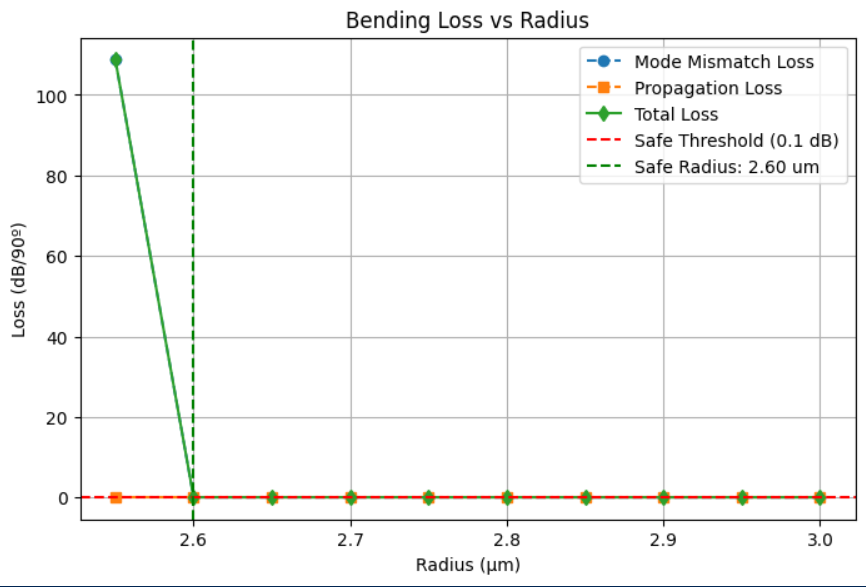 Bending Loss vs Radius
Mode Mismatch Loss
Propagation Loss
Total Loss
Safe Threshold (0.1 dB)
Safe Radius: 2.60 um
Loss (dB/90º)
100
80
60
40
20
0
2.6
2.7
2.8
2.9
3.0
Radius (μm)